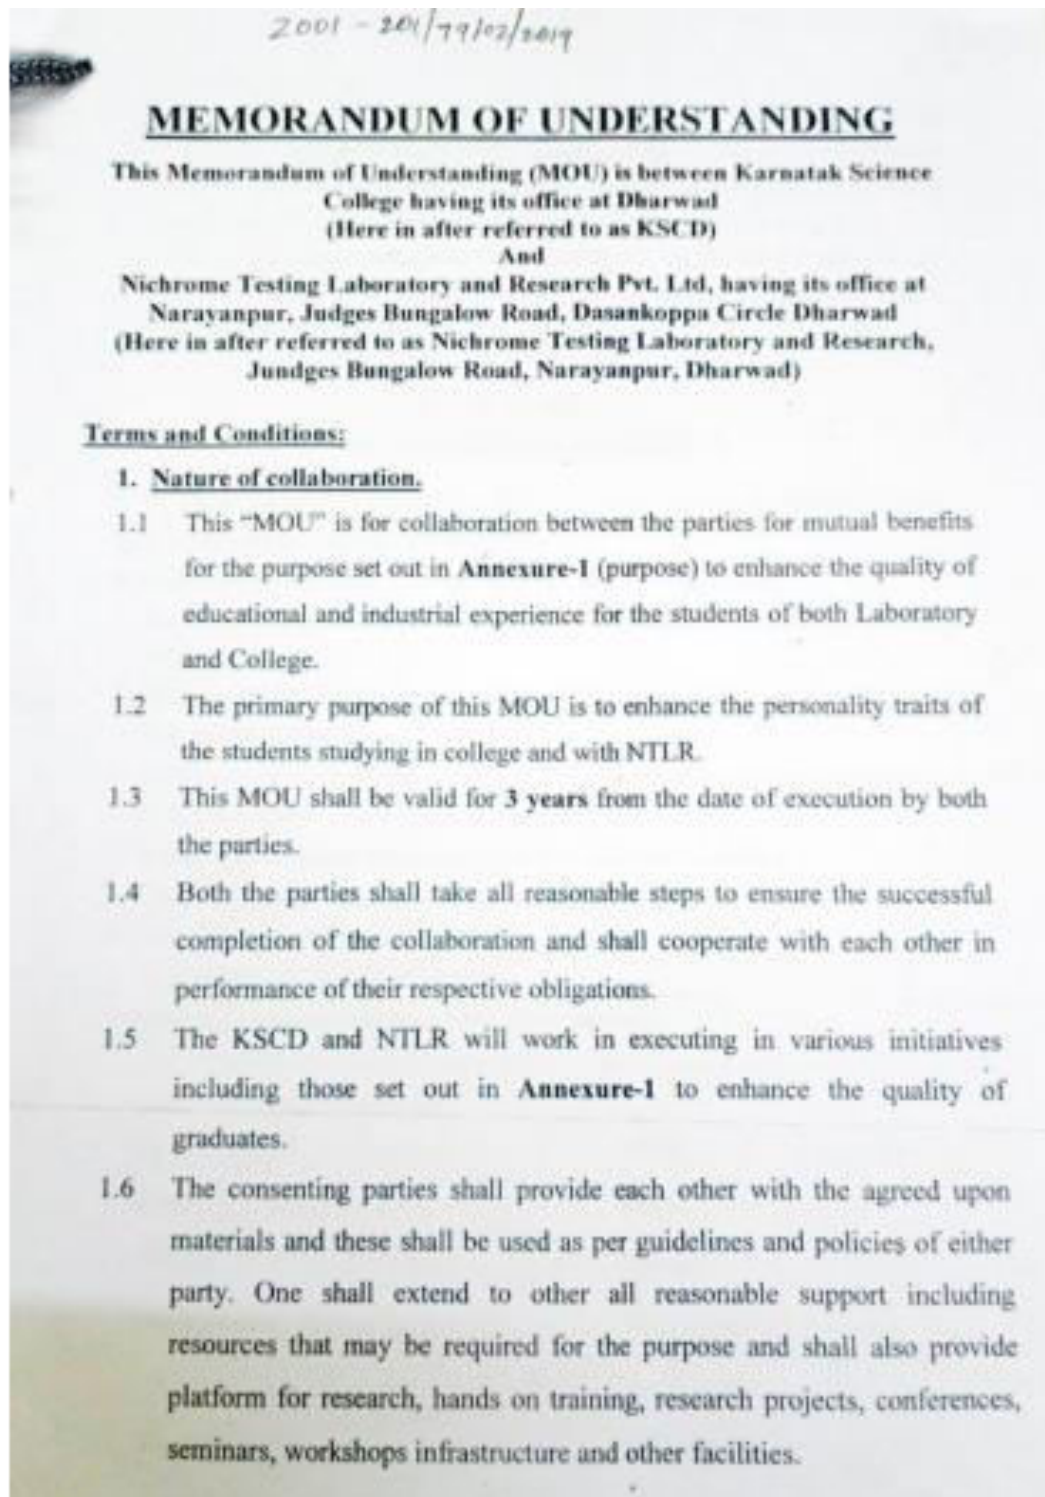 2001 - 201/79/02/2019
MEMORANDUM OF UNDERSTANDING
This Memorandum of Understanding (MOU) is between Karnatak Science
College having its office at Dharwad
(Here in after referred to as KSCD)
And
Nichrome Testing Laboratory and Research Pvt. Ltd, having its office at
Narayanpur, Judges Bungalow Road, Dasankoppa Circle Dharwad
(Here in after referred to as Nichrome Testing Laboratory and Research,
Jundges Bungalow Road, Narayanpur, Dharwad)
Terms and Conditions:
1. Nature of collaboration.
1.1 This “MOU” is for collaboration between the parties for mutual benefits
for the purpose set out in Annexure-1 (purpose) to enhance the quality of
educational and industrial experience for the students of both Laboratory
and College.
1.2 The primary purpose of this MOU is to enhance the personality traits of
the students studying in college and with NTLR.
1.3 This MOU shall be valid for 3 years from the date of execution by both
the parties.
1.4 Both the parties shall take all reasonable steps to ensure the successful
completion of the collaboration and shall cooperate with each other in
performance of their respective obligations.
1.5 The KSCD and NTLR will work in executing in various initiatives
including those set out in Annexure-1 to enhance the quality of
graduates.
1.6 The consenting parties shall provide each other with the agreed upon
materials and these shall be used as per guidelines and policies of either
party. One shall extend to other all reasonable support including
resources that may be required for the purpose and shall also provide
platform for research, hands on training, research projects, conferences,
seminars, workshops infrastructure and other facilities.